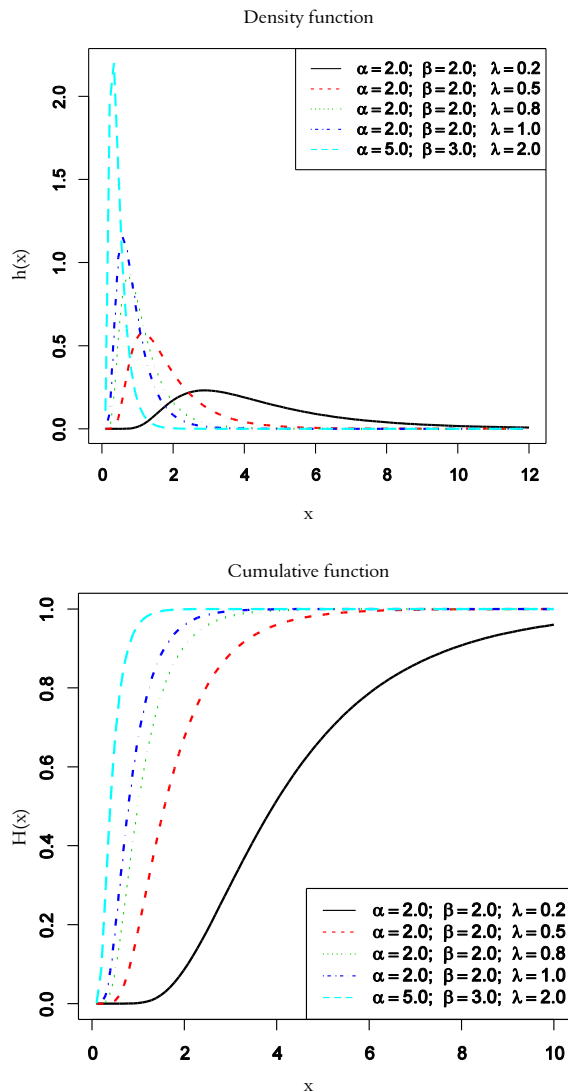 Density function
α=2.0; β=2.0; λ=0.2
α=2.0; β=2.0; λ=0.5
α=2.0; β=2.0; λ=0.8
α=2.0; β=2.0; λ=1.0
α=5.0; β=3.0; λ=2.0
2.0
1.5
1.0
0.5
0.0
h(x)
0 2 4 6 8 10 12
x
Cumulative function
1.0
0.8
0.6
0.4
0.2
0.0
H(x)
α=2.0; β=2.0; λ=0.2
α=2.0; β=2.0; λ=0.5
α=2.0; β=2.0; λ=0.8
α=2.0; β=2.0; λ=1.0
α=5.0; β=3.0; λ=2.0
0 2 4 6 8 10
x